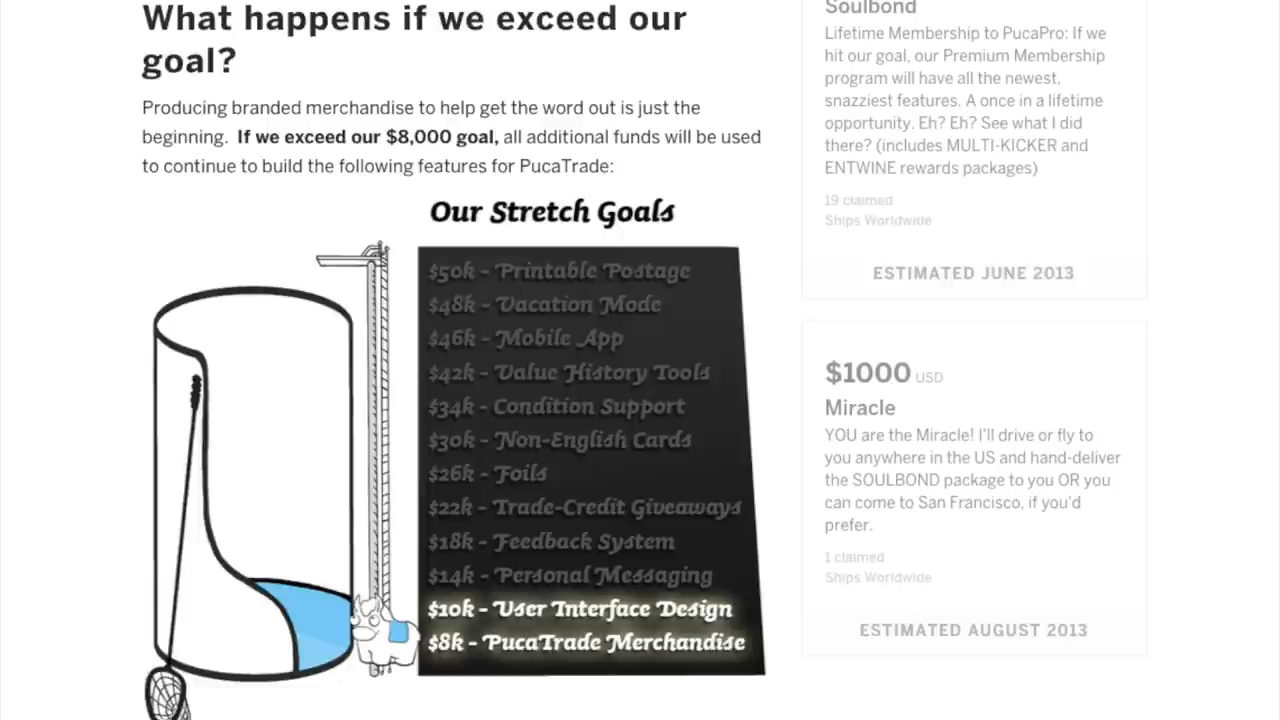 What happens if we exceed our
goal?
Producing branded merchandise to help get the word out is just the
beginning. If we exceed our $8,000 goal, all additional funds will be used
to continue to build the following features for PucaTrade:
Our Stretch Goals
$50k - Printable Postage
$48k - Vacation Mode
$46k - Mobile App
$42k - Value History Tools
$34k - Condition Support
$30k - Non-English Cards
$26k - Foils
$22k - Trade-Credit Giveaways
$18k - Feedback System
$14k - Personal Messaging
$10k - User Interface Design
$8k - PucaTrade Merchandise
Soulbond
Lifetime Membership to PucaPro: If we
hit our goal, our Premium Membership
program will have all the newest,
snazziest features. A once in a lifetime
opportunity. Eh? Eh? See what I did
there? (includes MULTI-KICKER and
ENTWINE rewards packages)
19 claimed
Ships Worldwide
ESTIMATED JUNE 2013
$1000 USD
Miracle
YOU are the Miracle! I'll drive or fly to
you anywhere in the US and hand-deliver
the SOULBOND package to you OR you
can come to San Francisco, if you'd
prefer.
1 claimed
Ships Worldwide
ESTIMATED AUGUST 2013